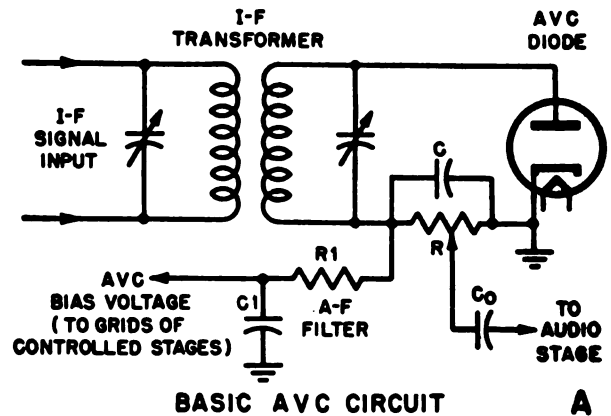 I-F
TRANSFORMER
AVC
DIODE
I-F
SIGNAL
INPUT
C
R
R1
A-F
FILTER
AVC
BIAS VOLTAGE
(TO GRIDS OF
CONTROLLED STAGES)
C1
CO
TO
AUDIO
STAGE
BASIC AVC CIRCUIT
A